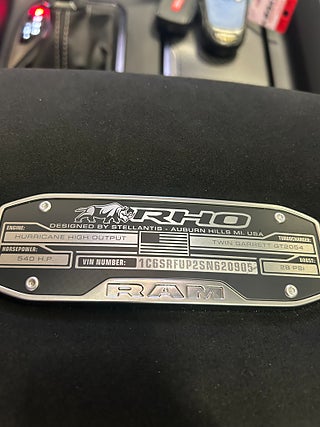 RHO
DESIGNED BY STELLANTIS - AUBURN HILLS MI. USA
ENGINE:
HURRICANE HIGH OUTPUT
TURBOCHARGER:
TWIN GARRETT GT2054
HORSEPOWER:
540 H.P.
VIN NUMBER:
1C6SRFUP2SN620905
BOOST:
28 PSI
RAM